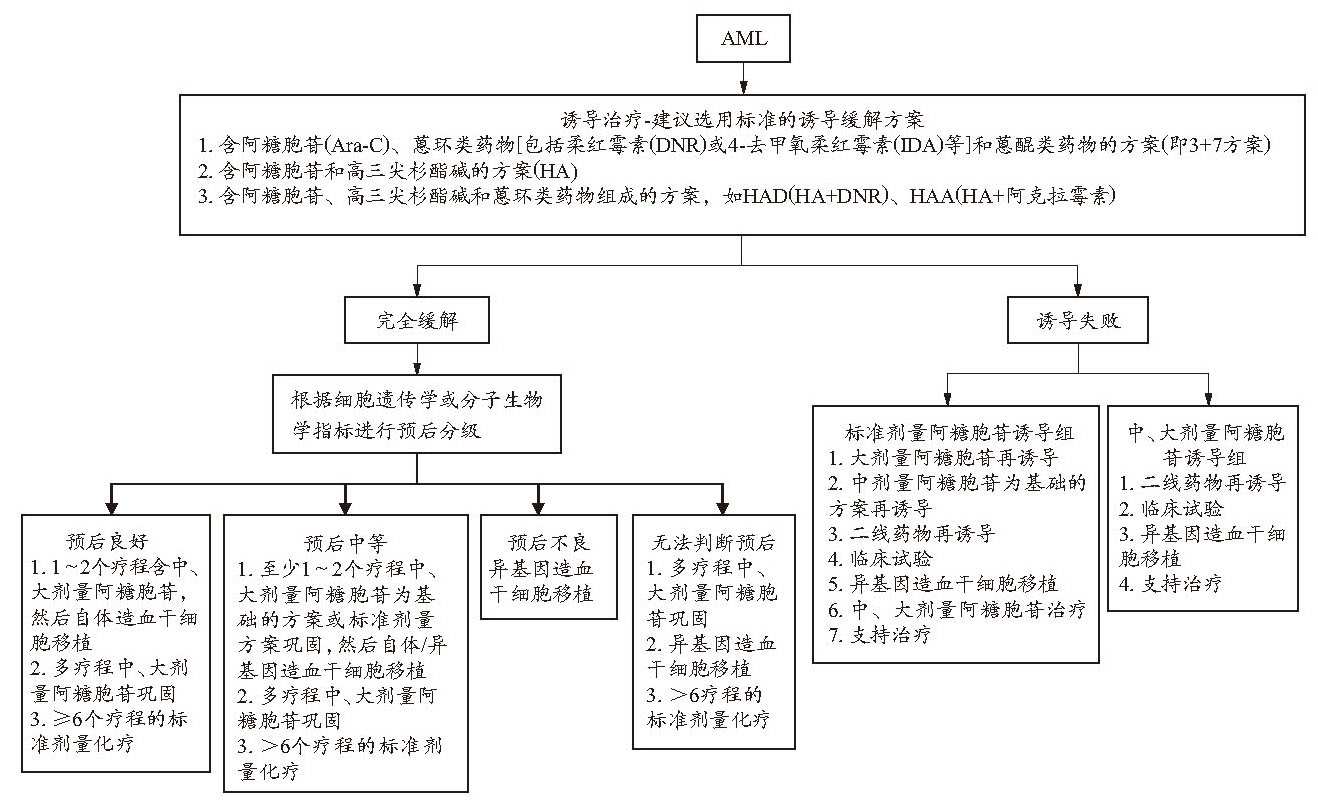 AML
诱导治疗-建议选用标准的诱导缓解方案
1. 含阿糖胞苷(Ara-C)、蒽环类药物[包括柔红霉素(DNR)或4-去甲氧柔红霉素(IDA)等]和蒽醌类药物的方案(即3+7方案)
2. 含阿糖胞苷和高三尖杉酯碱的方案(HA)
3. 含阿糖胞苷、高三尖杉酯碱和蒽环类药物组成的方案，如HAD(HA+DNR)、HAA(HA+阿克拉霉素)
完全缓解
诱导失败
根据细胞遗传学或分子生物
学指标进行预后分级
预后良好
1. 1~2个疗程含中、
大剂量阿糖胞苷，
然后自体造血干细
胞移植
2. 多疗程中、大剂
量阿糖胞苷巩固
3. ≥6个疗程的标
准剂量化疗
预后中等
1. 至少1~2个疗程中、
大剂量阿糖胞苷为基
础的方案或标准剂量
方案巩固，然后自体/异
基因造血干细胞移植
2. 多疗程中、大剂量阿
糖胞苷巩固
3. >6个疗程的标准剂
量化疗
预后不良
异基因造血
干细胞移植
无法判断预后
1. 多疗程中、
大剂量阿糖胞
苷巩固
2. 异基因造血
干细胞移植
3. >6疗程的
标准剂量化疗
标准剂量阿糖胞苷诱导组
1. 大剂量阿糖胞苷再诱导
2. 中剂量阿糖胞苷为基础的
方案再诱导
3. 二线药物再诱导
4. 临床试验
5. 异基因造血干细胞移植
6. 中、大剂量阿糖胞苷治疗
7. 支持治疗
中、大剂量阿糖胞
苷诱导组
1. 二线药物再诱导
2. 临床试验
3. 异基因造血干细
胞移植
4. 支持治疗